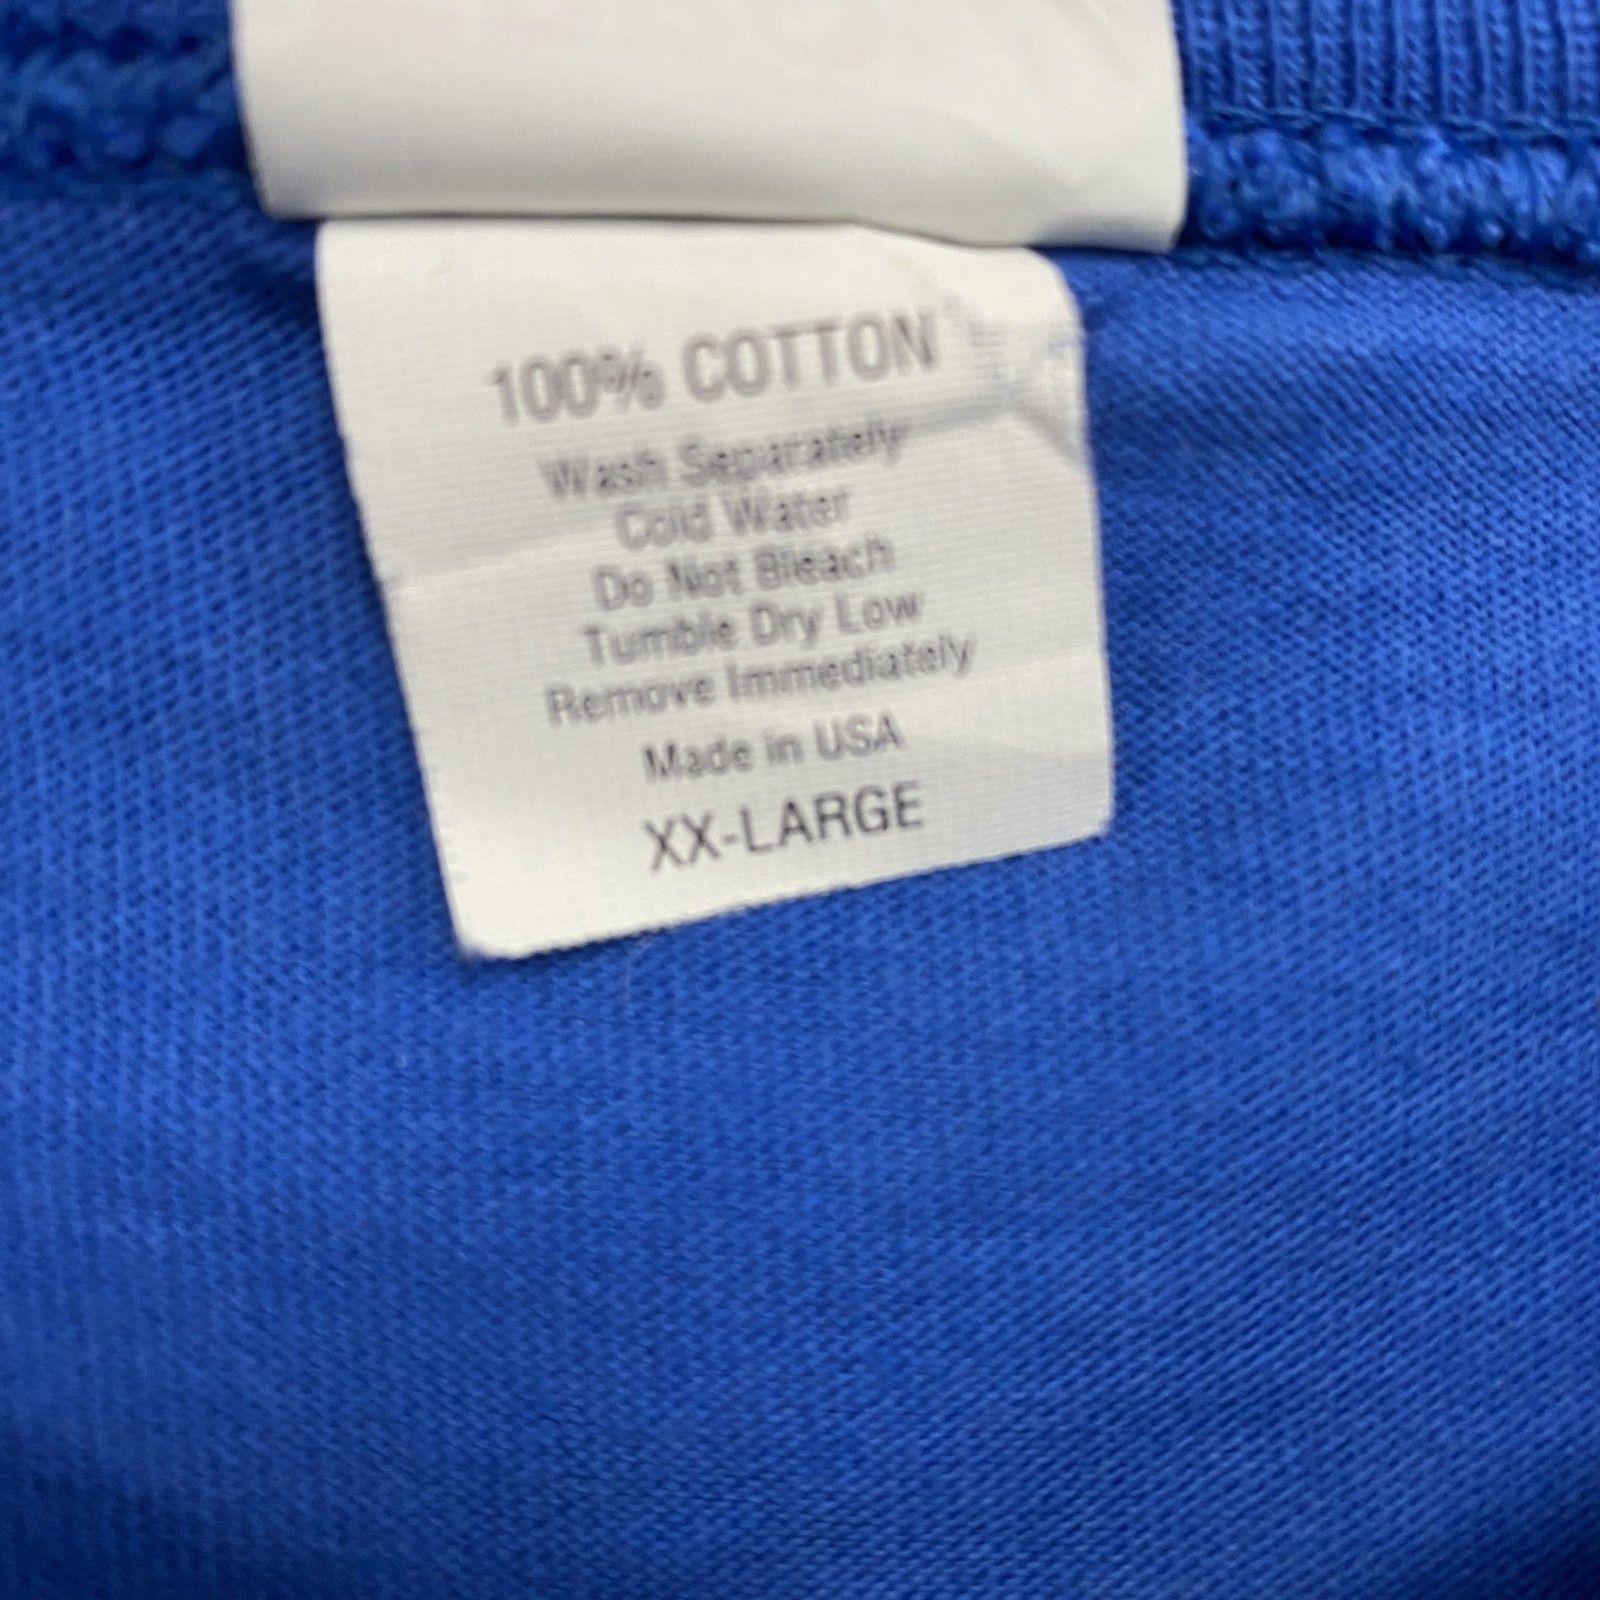 100% COTTON
Wash Separately
Cold Water
Do Not Bleach
Tumble Dry Low
Remove Immediately
Made in USA
XX-LARGE